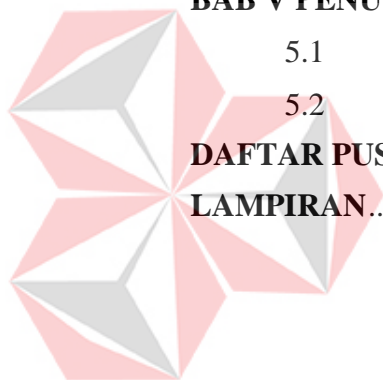 BAB V PENU
5.1
5.2
DAFTAR PUS
LAMPIRAN..